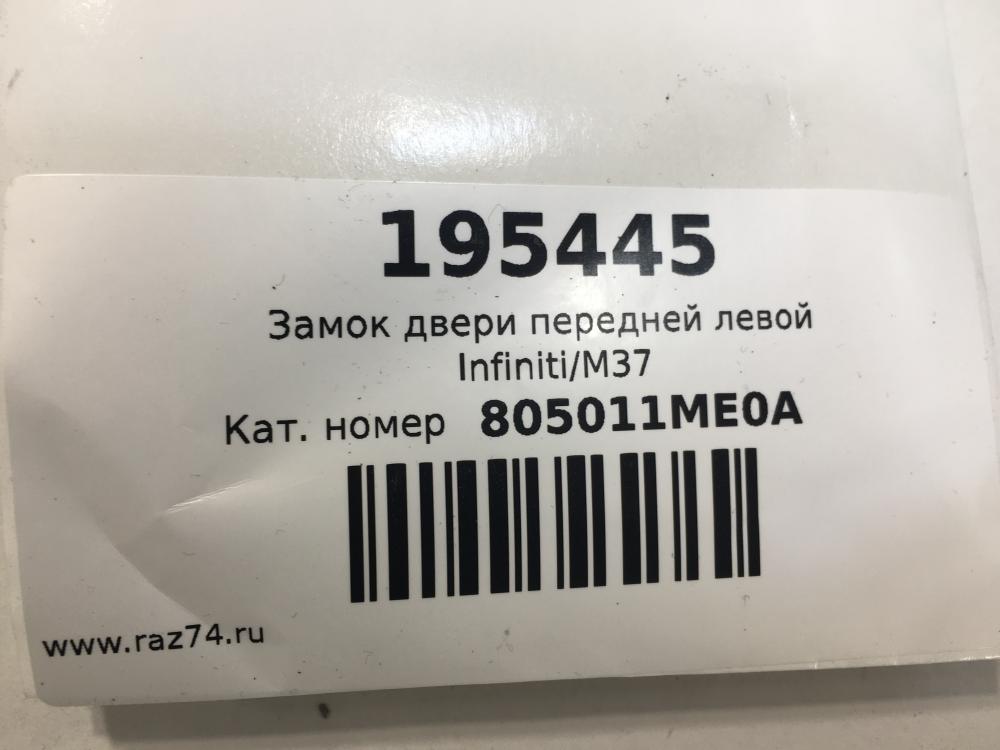 195445
Замок двери передней левой
Infiniti/M37
Кат. номер 805011ME0A
www.raz74.ru